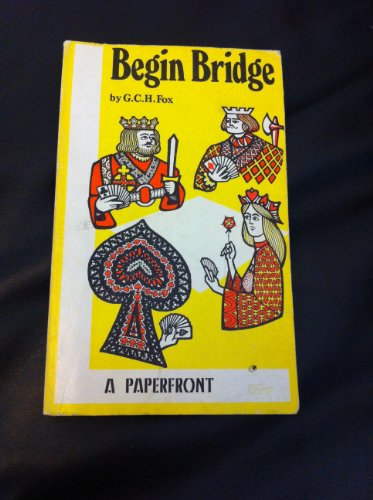 Begin Bridge
by G.C.H. Fox
A PAPERFRONT